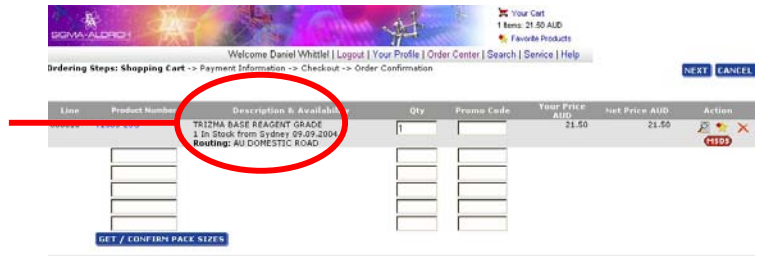 SIGMA-ALDRICH
Your Cart
1 Items: 21.50 AUD
Favorite Products
Welcome Daniel Whittle! | Logout | Your Profile | Order Center | Search | Service | Help
Ordering Steps: Shopping Cart -> Payment Information -> Checkout -> Order Confirmation
NEXT CANCEL
Line Product Number Description & Availability Qty Promo Code Your Price AUD Net Price AUD Action
TRIZMA BASE REAGENT GRADE 1 21.50 21.50
1 In Stock from Sydney 09.09.2004
Routing: AU DOMESTIC ROAD
MSDS
GET / CONFIRM PACK SIZES